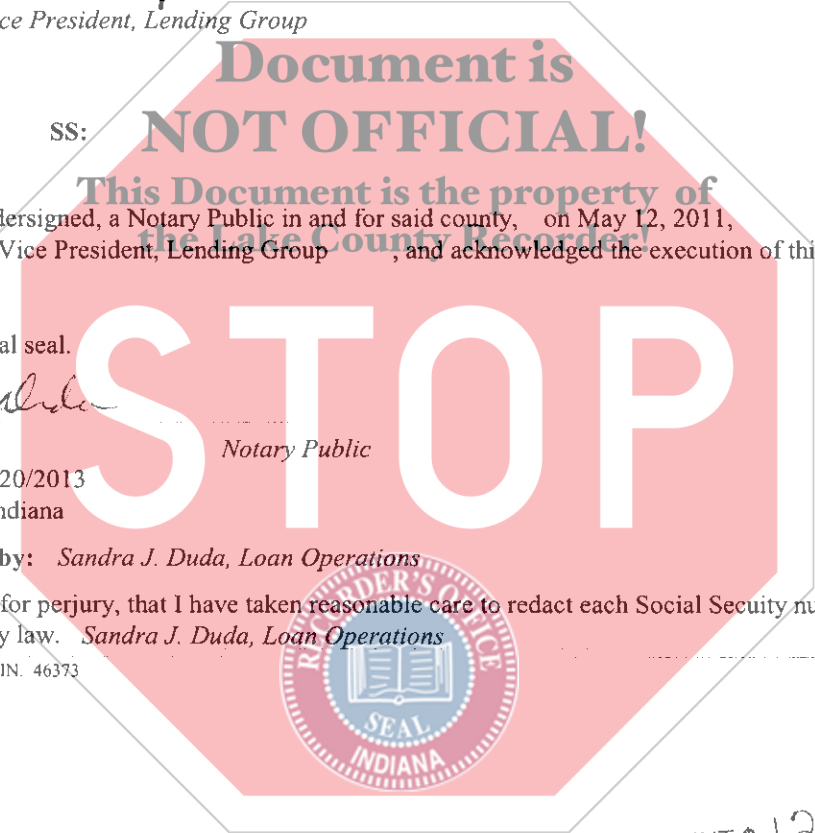 ce President, Lending Group
Document is
SS:
NOT OFFICIAL!
This Document is the property of
dersigned, a Notary Public in and for said county, on May 12, 2011,
the Lake County Recorder!
Vice President, Lending Group , and acknowledged the execution of thi
STOP
al seal.
Notary Public
20/2013
ndiana
by: Sandra J. Duda, Loan Operations
for perjury, that I have taken reasonable care to redact each Social Secuity nu
y law. Sandra J. Duda, Loan Operations
IN. 46373
RECORDER'S OFFICE
SEAL
INDIANA